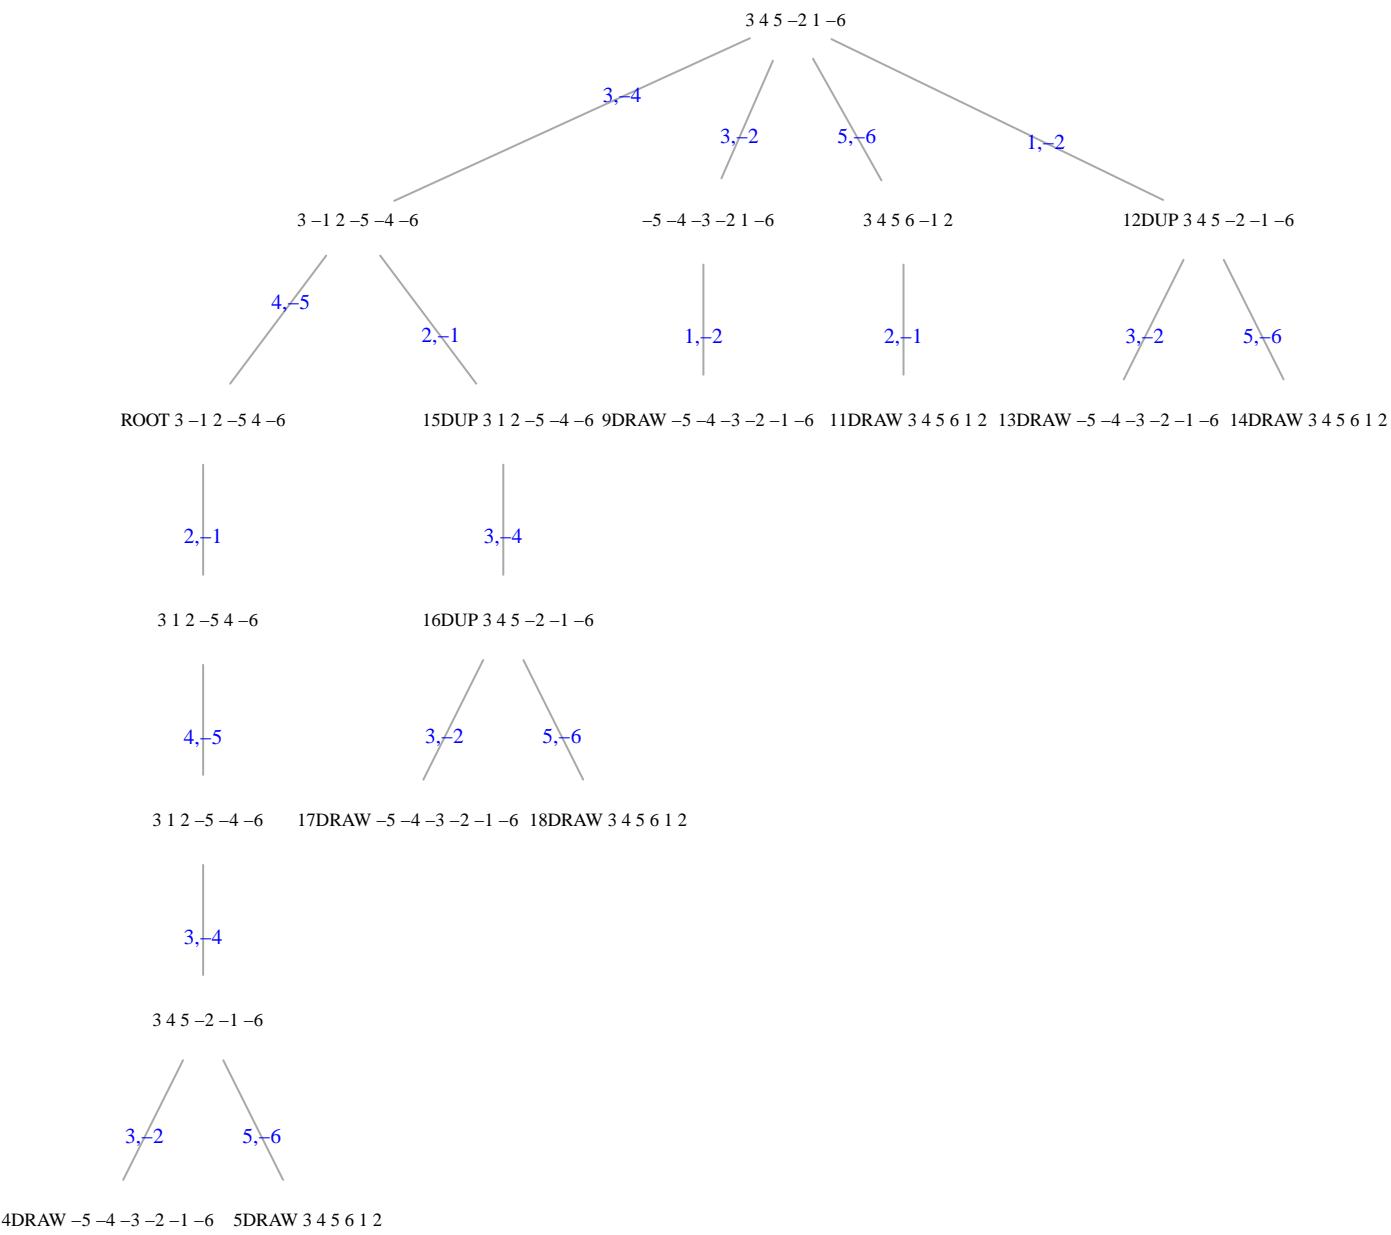 3 4 5 –2 1 –6
3,–4
3,–2
5,–6
1,–2
3 –1 2 –5 –4 –6
–5 –4 –3 –2 1 –6
3 4 5 6 –1 2
12DUP 3 4 5 –2 –1 –6
4,–5
2,–1
1,–2
2,–1
3,–2
5,–6
ROOT 3 –1 2 –5 4 –6
15DUP 3 1 2 –5 –4 –6
9DRAW –5 –4 –3 –2 –1 –6
11DRAW 3 4 5 6 1 2
13DRAW –5 –4 –3 –2 –1 –6
14DRAW 3 4 5 6 1 2
2,–1
3,–4
3 1 2 –5 4 –6
16DUP 3 4 5 –2 –1 –6
4,–5
3,–2
5,–6
3 1 2 –5 –4 –6
17DRAW –5 –4 –3 –2 –1 –6
18DRAW 3 4 5 6 1 2
3,–4
3 4 5 –2 –1 –6
3,–2
5,–6
4DRAW –5 –4 –3 –2 –1 –6
5DRAW 3 4 5 6 1 2